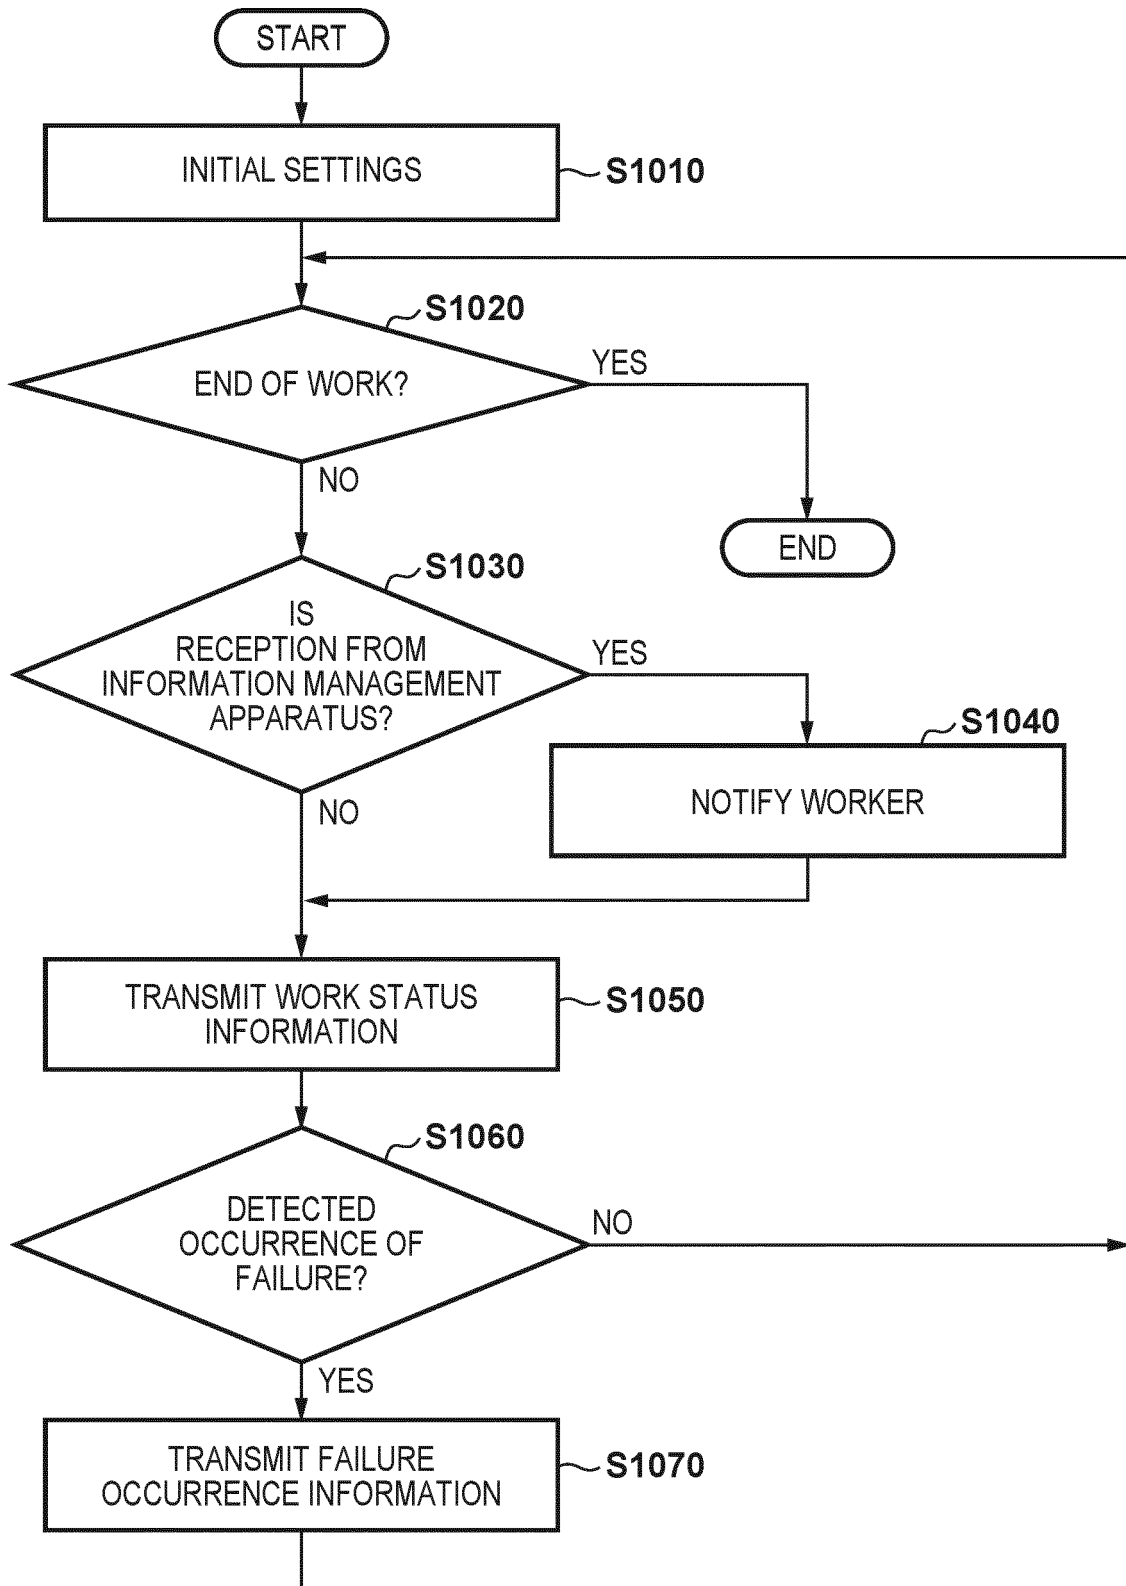 START
INITIAL SETTINGS
S1010
S1020
END OF WORK?
YES
NO
END
S1030
IS
RECEPTION FROM
INFORMATION MANAGEMENT
APPARATUS?
YES
S1040
NOTIFY WORKER
NO
TRANSMIT WORK STATUS
INFORMATION
S1050
S1060
DETECTED
OCCURRENCE OF
FAILURE?
NO
YES
TRANSMIT FAILURE
OCCURRENCE INFORMATION
S1070